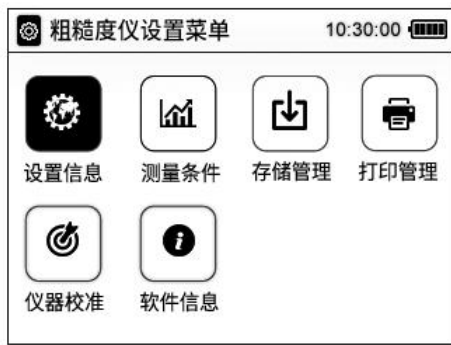 粗糙度仪设置菜单 10:30:00
设置信息 测量条件 存储管理 打印管理
仪器校准 软件信息